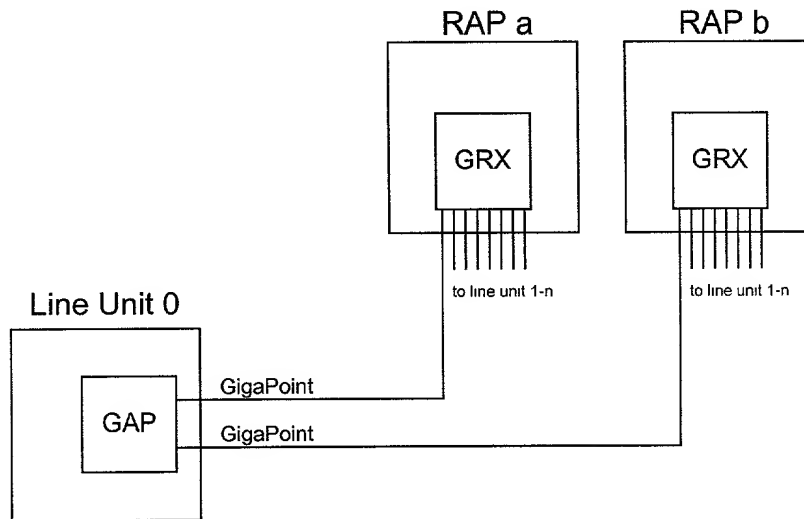 RAP a
RAP b
GRX
GRX
to line unit 1-n
to line unit 1-n
Line Unit 0
GigaPoint
GAP
GigaPoint